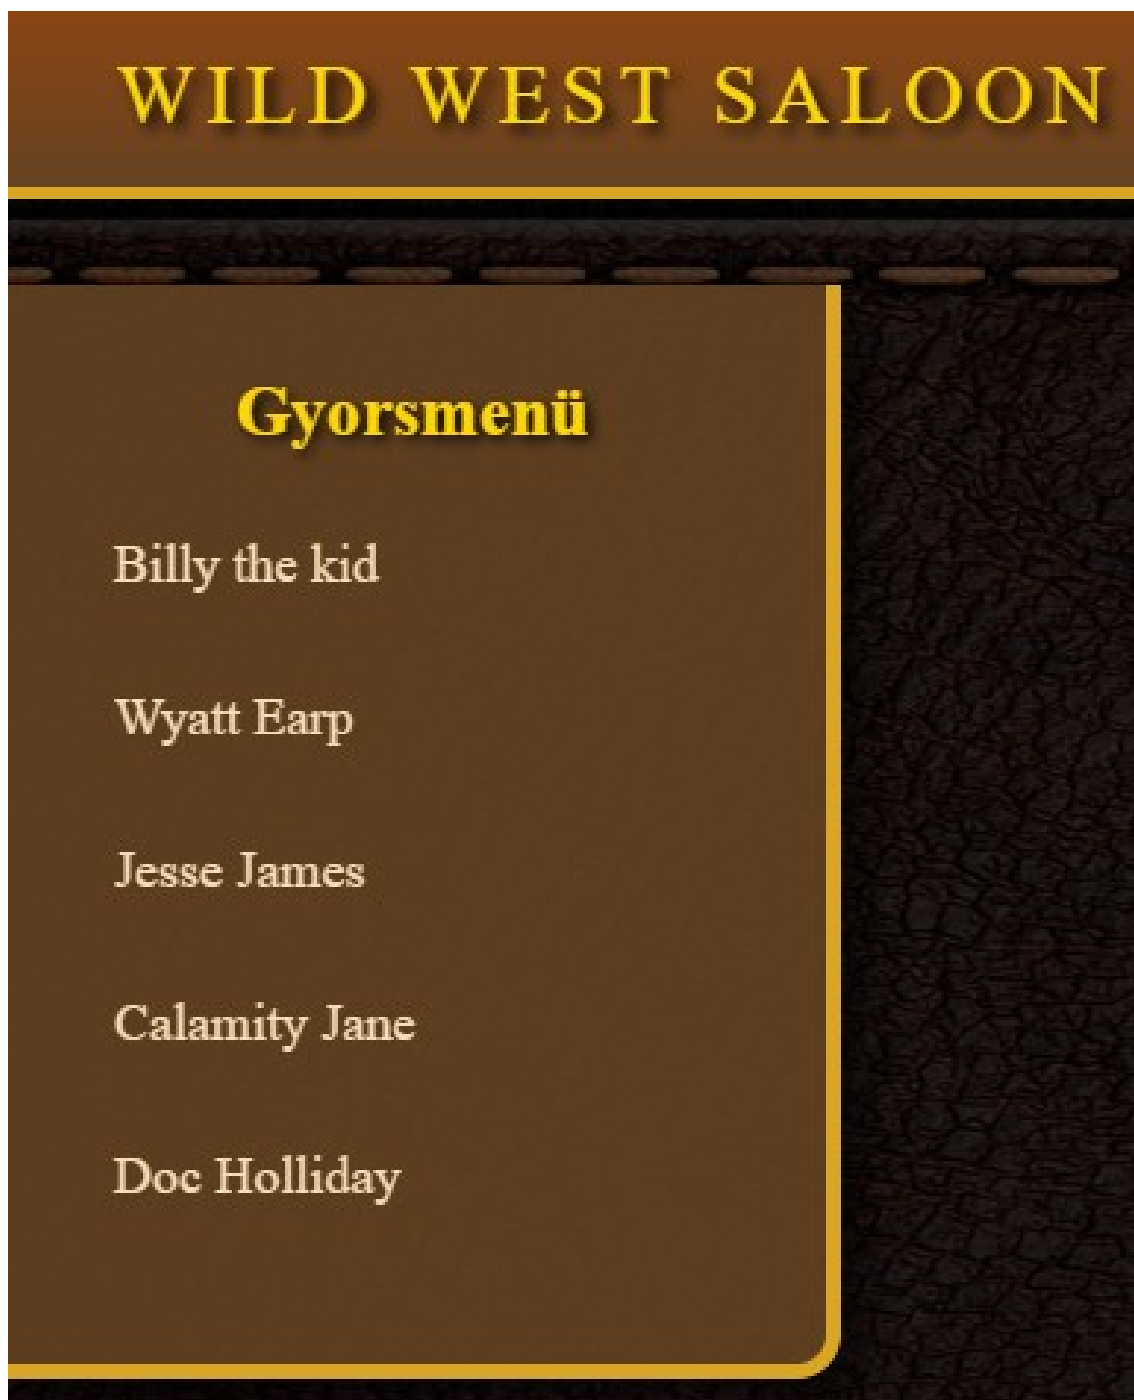 WILD WEST SALOON
Gyorsmenü
Billy the kid
Wyatt Earp
Jesse James
Calamity Jane
Doc Holliday